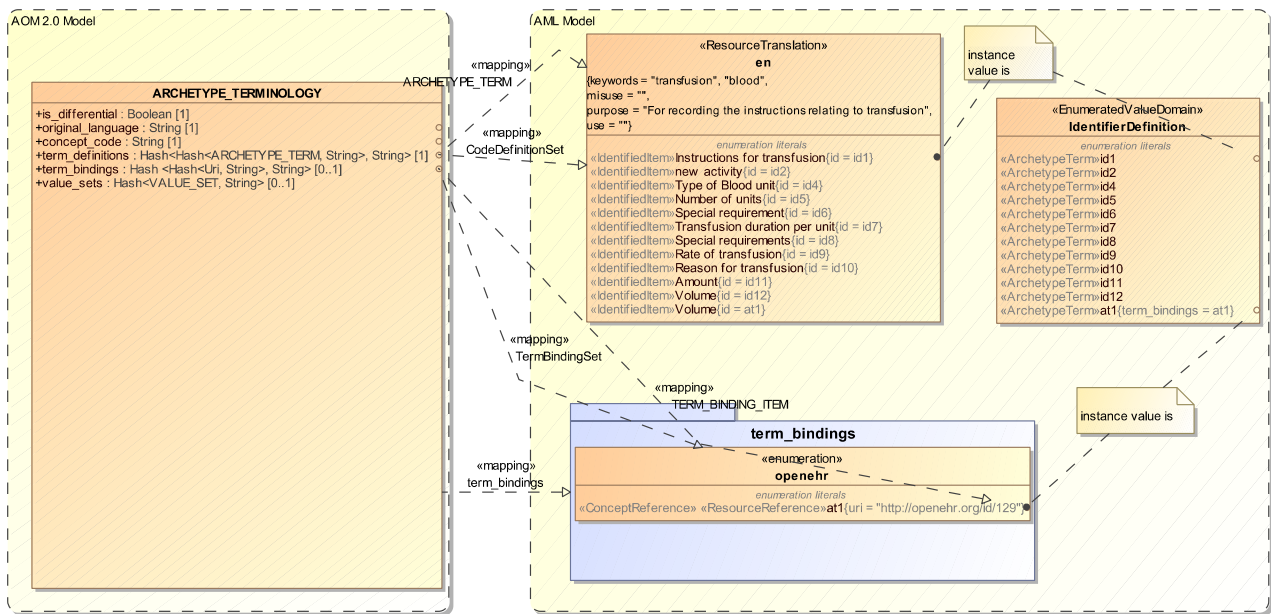 AOM 2.0 Model
ARCHETYPE_TERMINOLOGY
+is_differential : Boolean [1]
+original_language : String [1]
+concept_code : String [1]
+term_definitions : Hash<Hash<ARCHETYPE_TERM, String>, String> [1]
+term_bindings : Hash <Hash<Uri, String>, String> [0..1]
+value_sets : Hash<VALUE_SET, String> [0..1]
«mapping»
ARCHETYPE_TERM
«mapping»
CodeDefinitionSet
«mapping»
TermBindingSet
«mapping»
TERM_BINDING_ITEM
«mapping»
term_bindings
AML Model
«ResourceTranslation»
en
{keywords = "transfusion", "blood",
misuse = "",
purpose = "For recording the instructions relating to transfusion",
use = ""}
enumeration literals
«IdentifiedItem»Instructions for transfusion{id = id1}
«IdentifiedItem»new activity{id = id2}
«IdentifiedItem»Type of Blood unit{id = id4}
«IdentifiedItem»Number of units{id = id5}
«IdentifiedItem»Special requirement{id = id6}
«IdentifiedItem»Transfusion duration per unit{id = id7}
«IdentifiedItem»Special requirements{id = id8}
«IdentifiedItem»Rate of transfusion{id = id9}
«IdentifiedItem»Reason for transfusion{id = id10}
«IdentifiedItem»Amount{id = id11}
«IdentifiedItem»Volume{id = id12}
«IdentifiedItem»Volume{id = at1}
instance
value is
«EnumeratedValueDomain»
IdentifierDefinition
enumeration literals
«ArchetypeTerm»id1
«ArchetypeTerm»id2
«ArchetypeTerm»id4
«ArchetypeTerm»id5
«ArchetypeTerm»id6
«ArchetypeTerm»id7
«ArchetypeTerm»id8
«ArchetypeTerm»id9
«ArchetypeTerm»id10
«ArchetypeTerm»id11
«ArchetypeTerm»id12
«ArchetypeTerm»at1{term_bindings = at1}
instance value is
term_bindings
«enumeration»
openehr
enumeration literals
«ConceptReference» «ResourceReference»at1{uri = "http://openehr.org/id/129"}